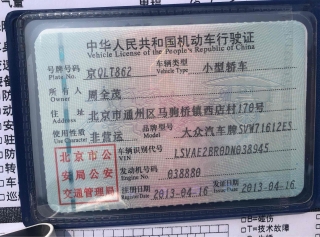 中华人民共和国机动车行驶证
Vehicle License of the People's Republic of China
号牌号码 京QLT862 车辆类型 小型轿车
Plate No. Vehicle Type
所有人 周全茂
Owner
住址 北京市通州区马驹桥镇西店村170号
Address
使用性质 非营运 品牌型号 大众汽车牌SVW71612ES
Use Character Model
北京市公 车辆识别代号 LSVAE2BR0DN038945
VIN
安局公安 发动机号码 038880
Engine No.
交通管理局 注册日期 2013-04-16 发证日期 2013-04-16
Register Date Issue Date
T=技术故障